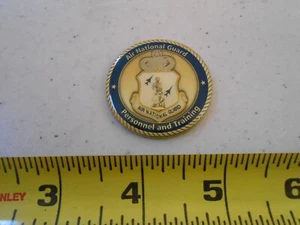 Air National Guard
AIR NATIONAL GUARD
Personnel and Training
NLEY 3 4 5 6